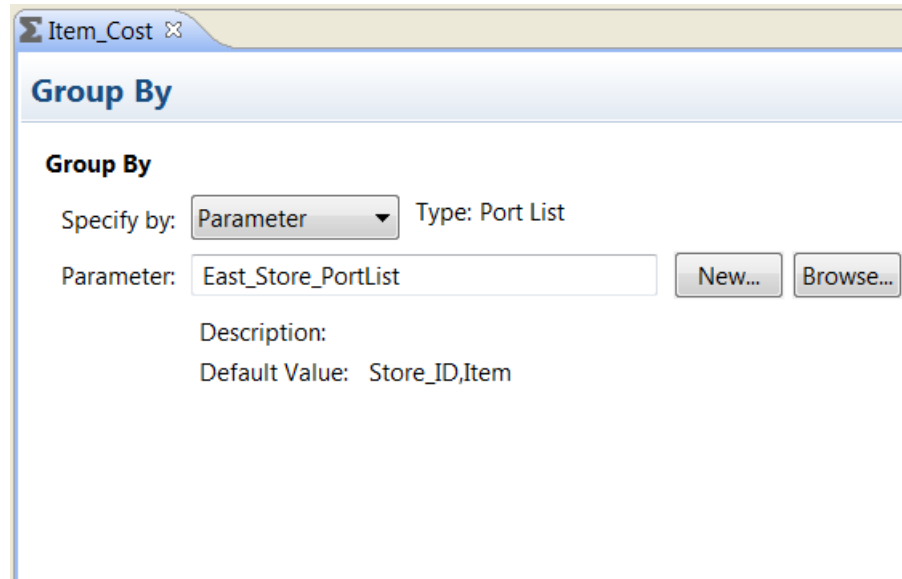 Item_Cost
Group By
Group By
Specify by: Parameter Type: Port List
Parameter: East_Store_PortList New... Browse...
Description:
Default Value: Store_ID,Item